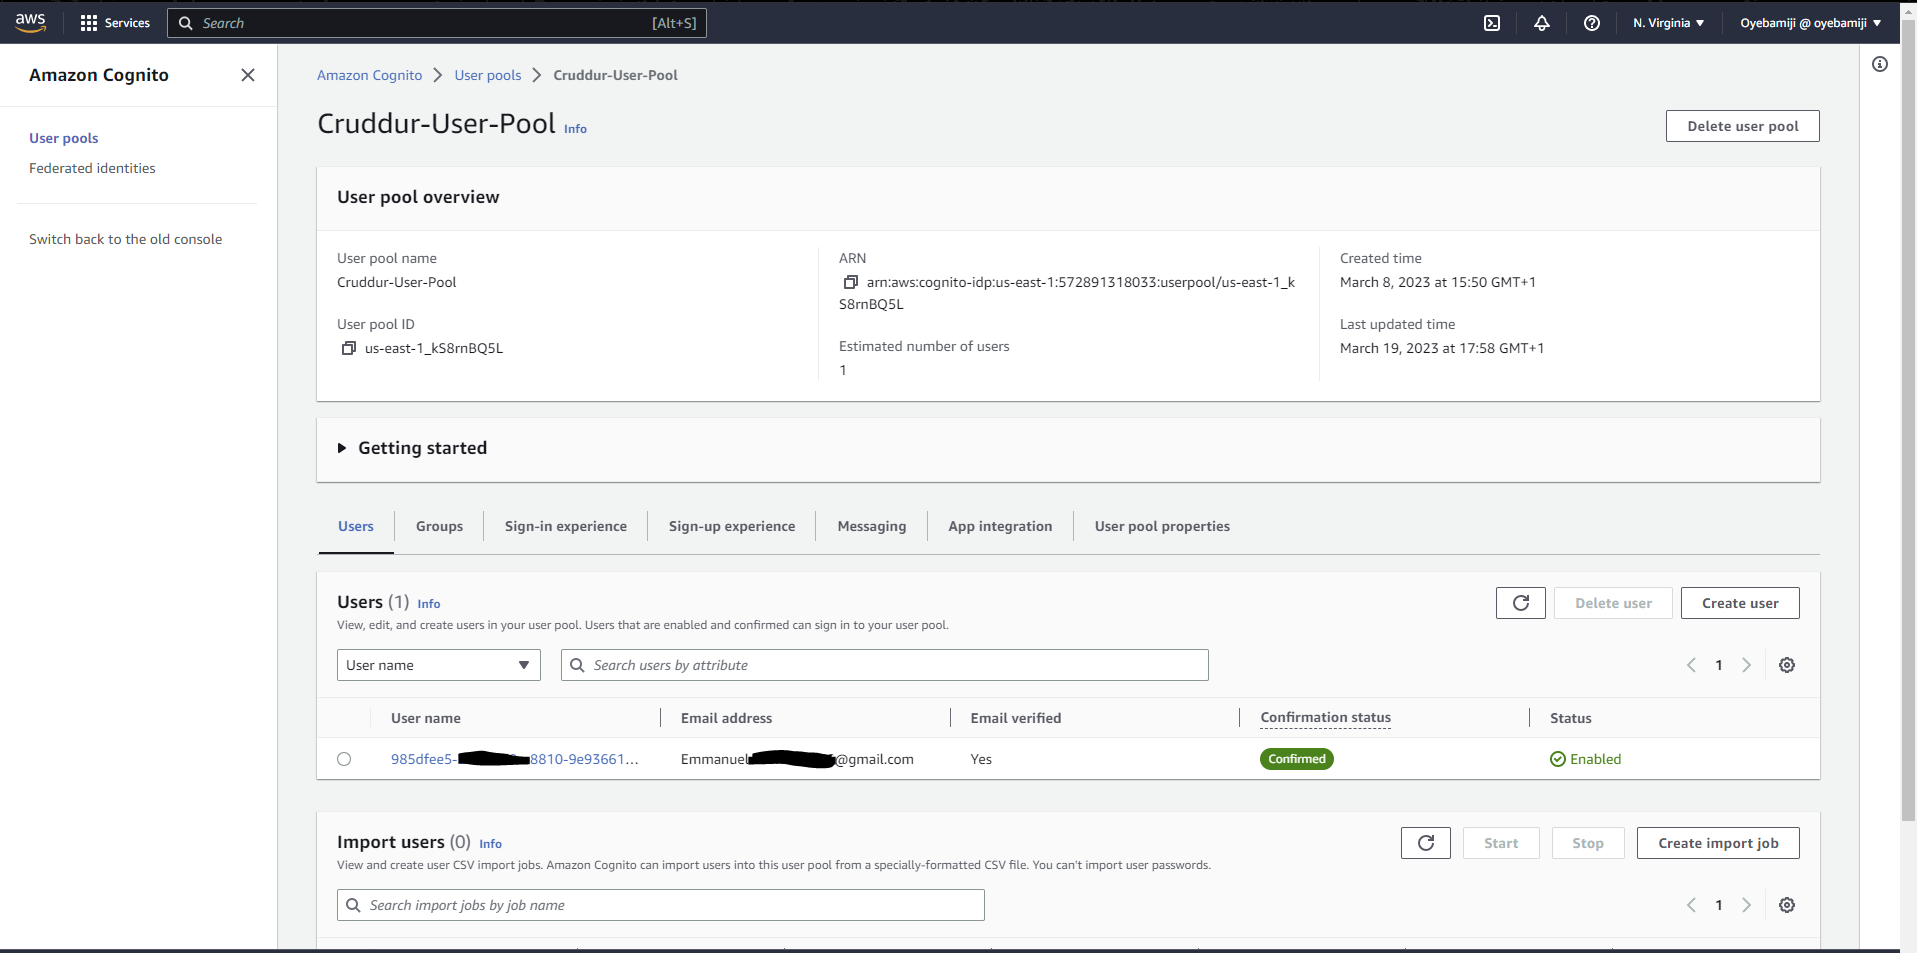 aws Services Search [Alt+S] N. Virginia Oyebamiji @ oyebamiji
Amazon Cognito
User pools
Federated identities
Switch back to the old console
Amazon Cognito User pools Cruddur-User-Pool
Cruddur-User-Pool Info
Delete user pool
User pool overview
User pool name
Cruddur-User-Pool
User pool ID
us-east-1_kS8rnBQ5L
ARN
arn:aws:cognito-idp:us-east-1:572891318033:userpool/us-east-1_k
S8rnBQ5L
Estimated number of users
1
Created time
March 8, 2023 at 15:50 GMT+1
Last updated time
March 19, 2023 at 17:58 GMT+1
Getting started
Users Groups Sign-in experience Sign-up experience Messaging App integration User pool properties
Users (1) Info
View, edit, and create users in your user pool. Users that are enabled and confirmed can sign in to your user pool.
Delete user Create user
User name Search users by attribute 1
User name Email address Email verified Confirmation status Status
985dfee5- 8810-9e93661... Emmanuel @gmail.com Yes Confirmed Enabled
Import users (0) Info
View and create user CSV import jobs. Amazon Cognito can import users into this user pool from a specially-formatted CSV file. You can't import user passwords.
Start Stop Create import job
Search import jobs by job name 1